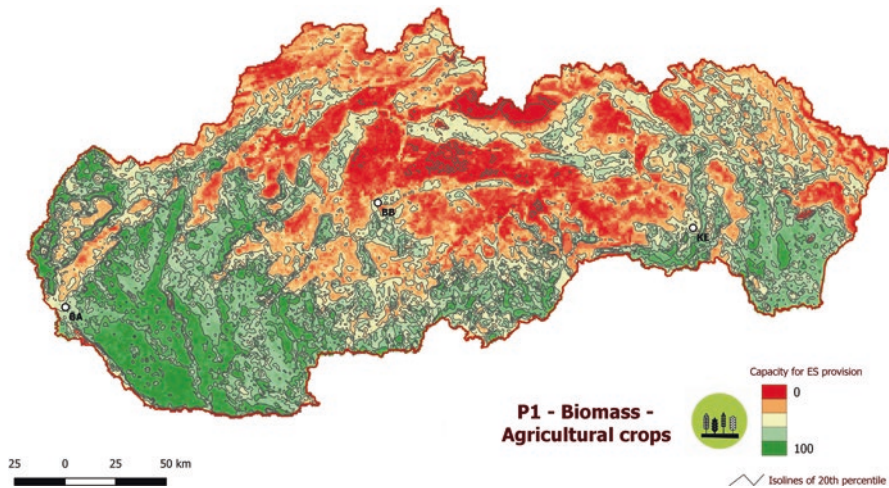 BB
KE
BA
Capacity for ES provision
0
100
P1 - Biomass -
Agricultural crops
25 0 25 50 km
Isolines of 20th percentile